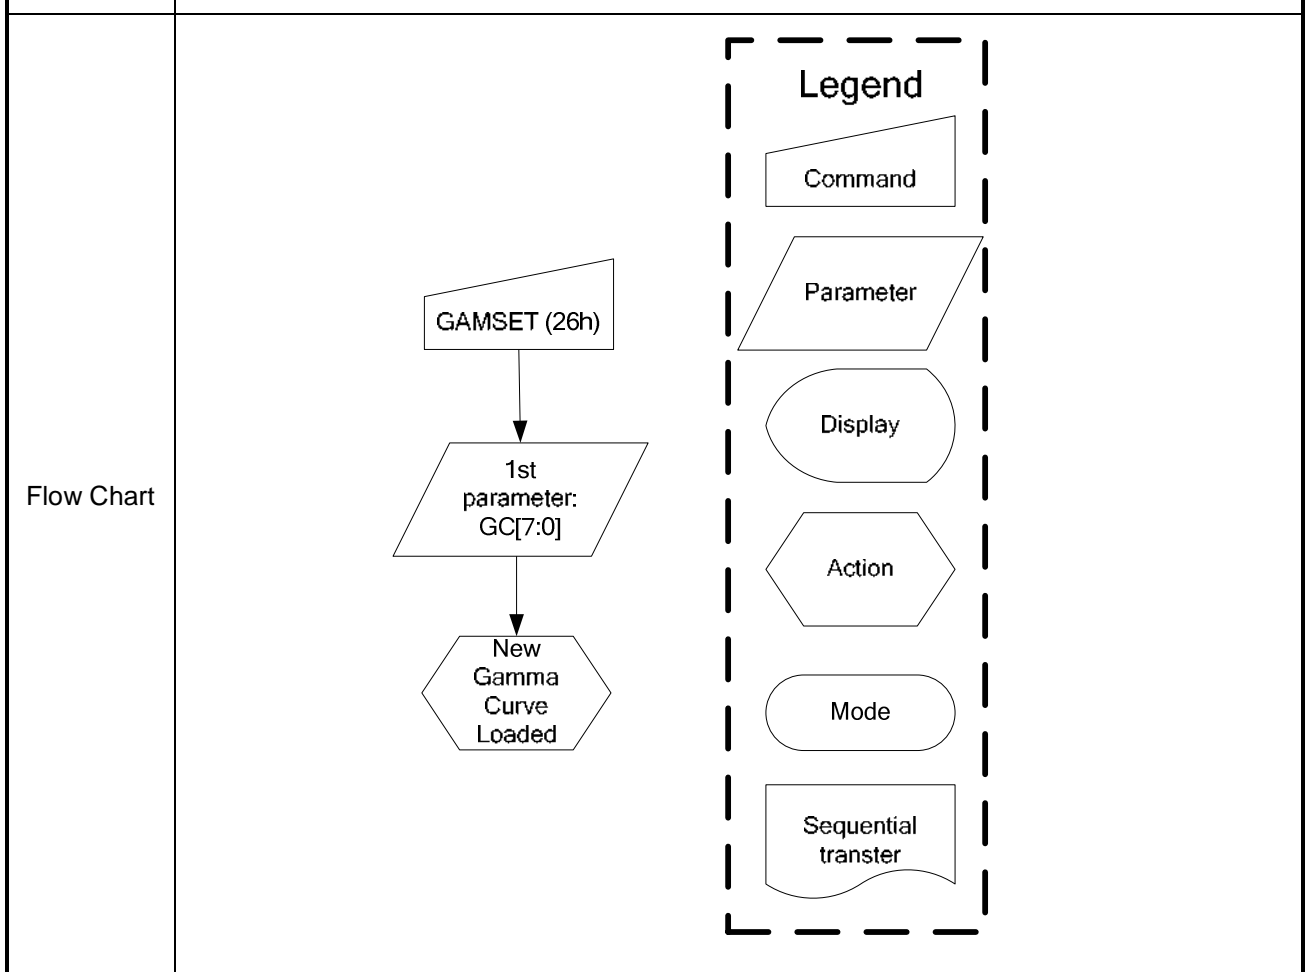 Flow Chart
GAMSET (26h)
1st
parameter:
GC[7:0]
New
Gamma
Curve
Loaded
Legend
Command
Parameter
Display
Action
Mode
Sequential
transter